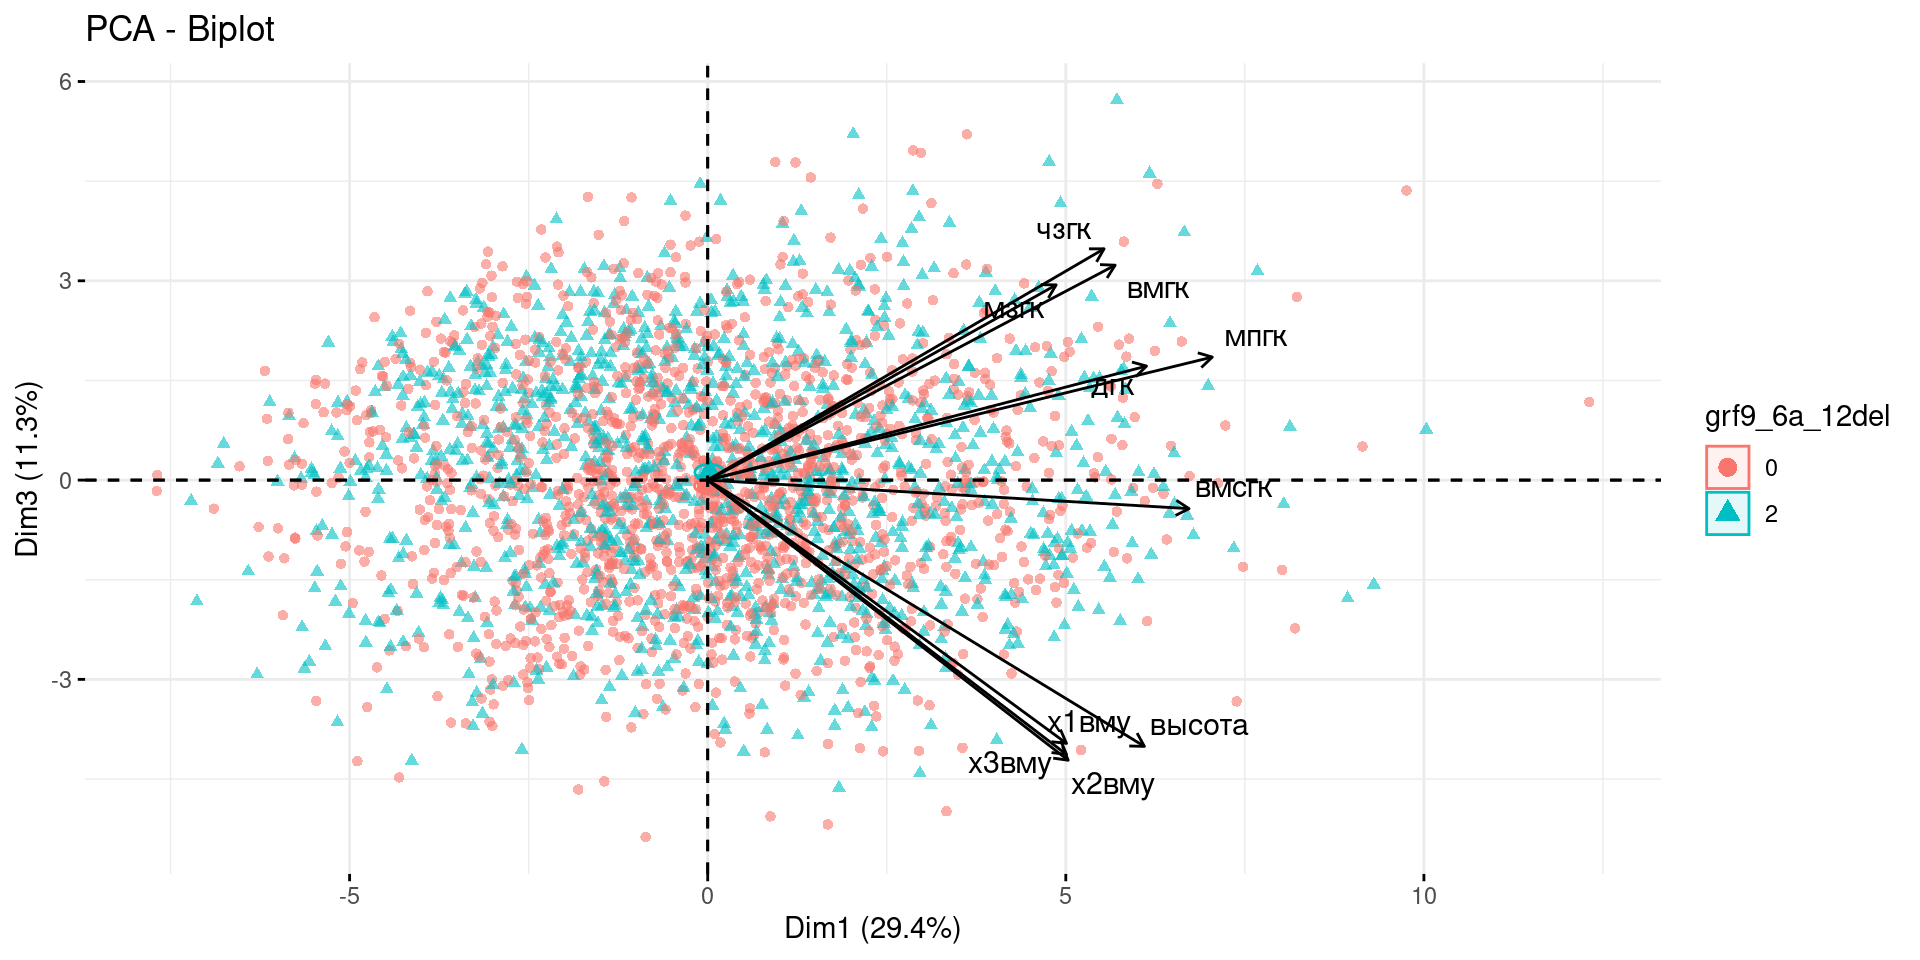 PCA - Biplot
6
3
0
-3
Dim3 (11.3%)
чзгк
вмгк
мзгк
мпгк
дгк
вмсгк
х1вму
высота
х3вму
х2вму
-5
0
5
10
Dim1 (29.4%)
grf9_6a_12del
0
2